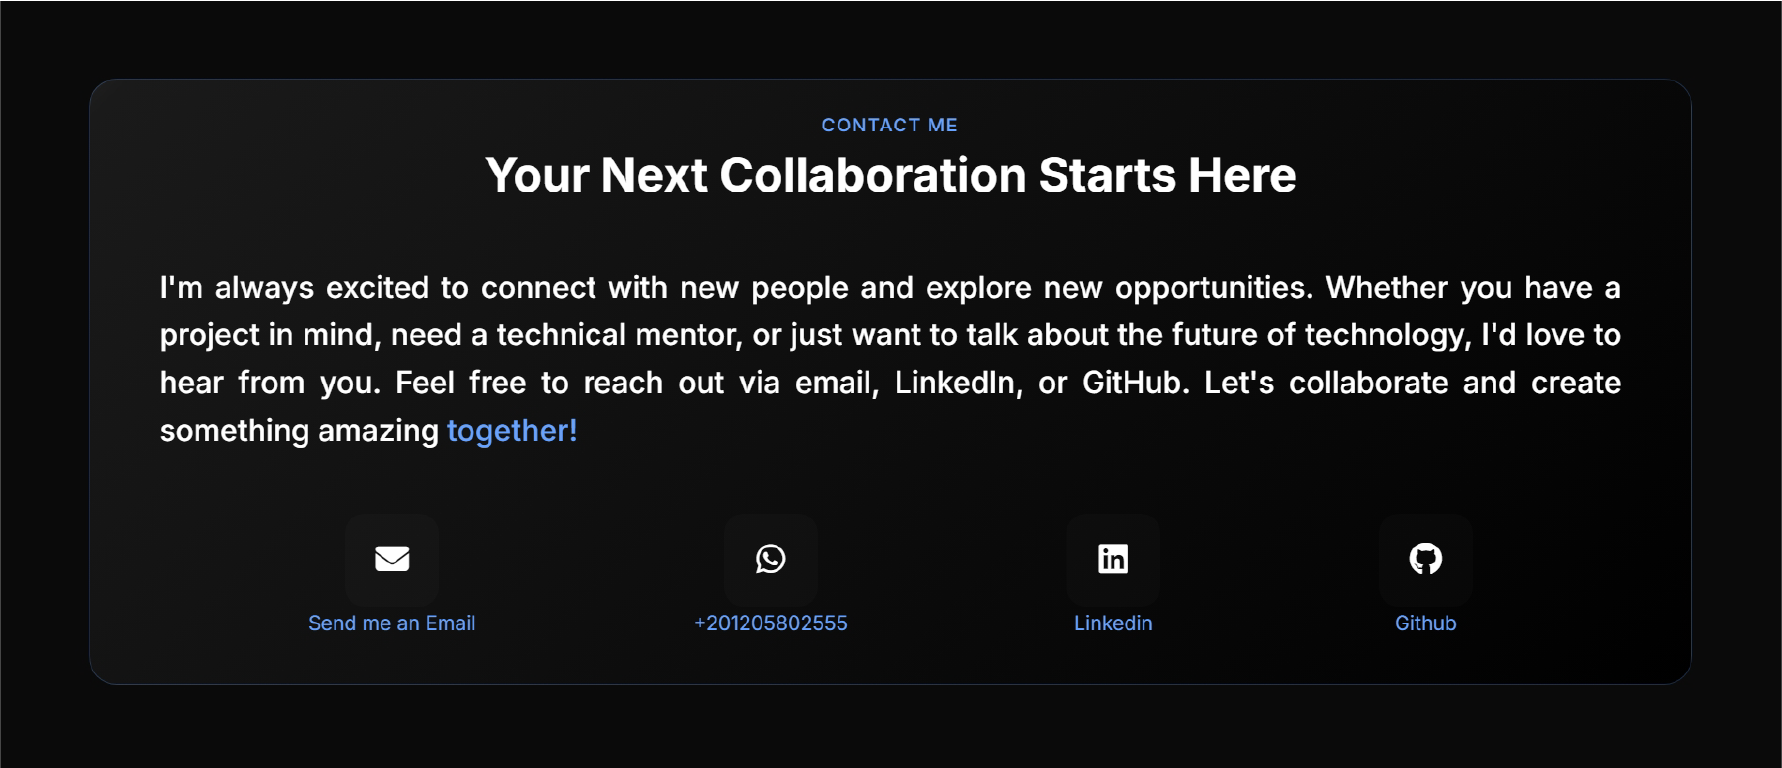 CONTACT ME
Your Next Collaboration Starts Here
I'm always excited to connect with new people and explore new opportunities. Whether you have a
project in mind, need a technical mentor, or just want to talk about the future of technology, I'd love to
hear from you. Feel free to reach out via email, LinkedIn, or GitHub. Let's collaborate and create
something amazing together!
in
Send me an Email
+201205802555
Linkedin
Github